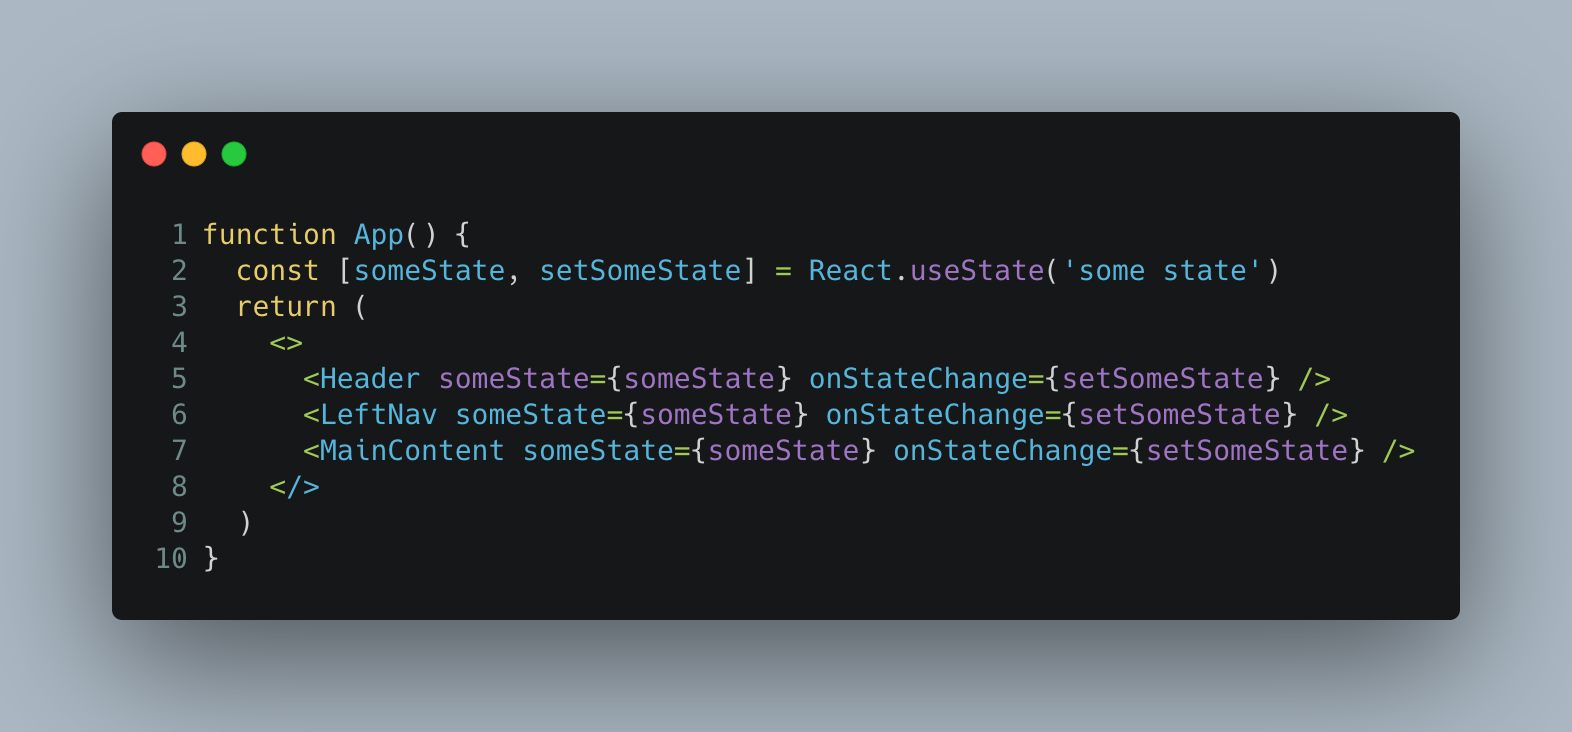 1 function App() {
2   const [someState, setSomeState] = React.useState('some state')
3   return (
4     <>
5       <Header someState={someState} onStateChange={setSomeState} />
6       <LeftNav someState={someState} onStateChange={setSomeState} />
7       <MainContent someState={someState} onStateChange={setSomeState} />
8     </>
9   )
10 }